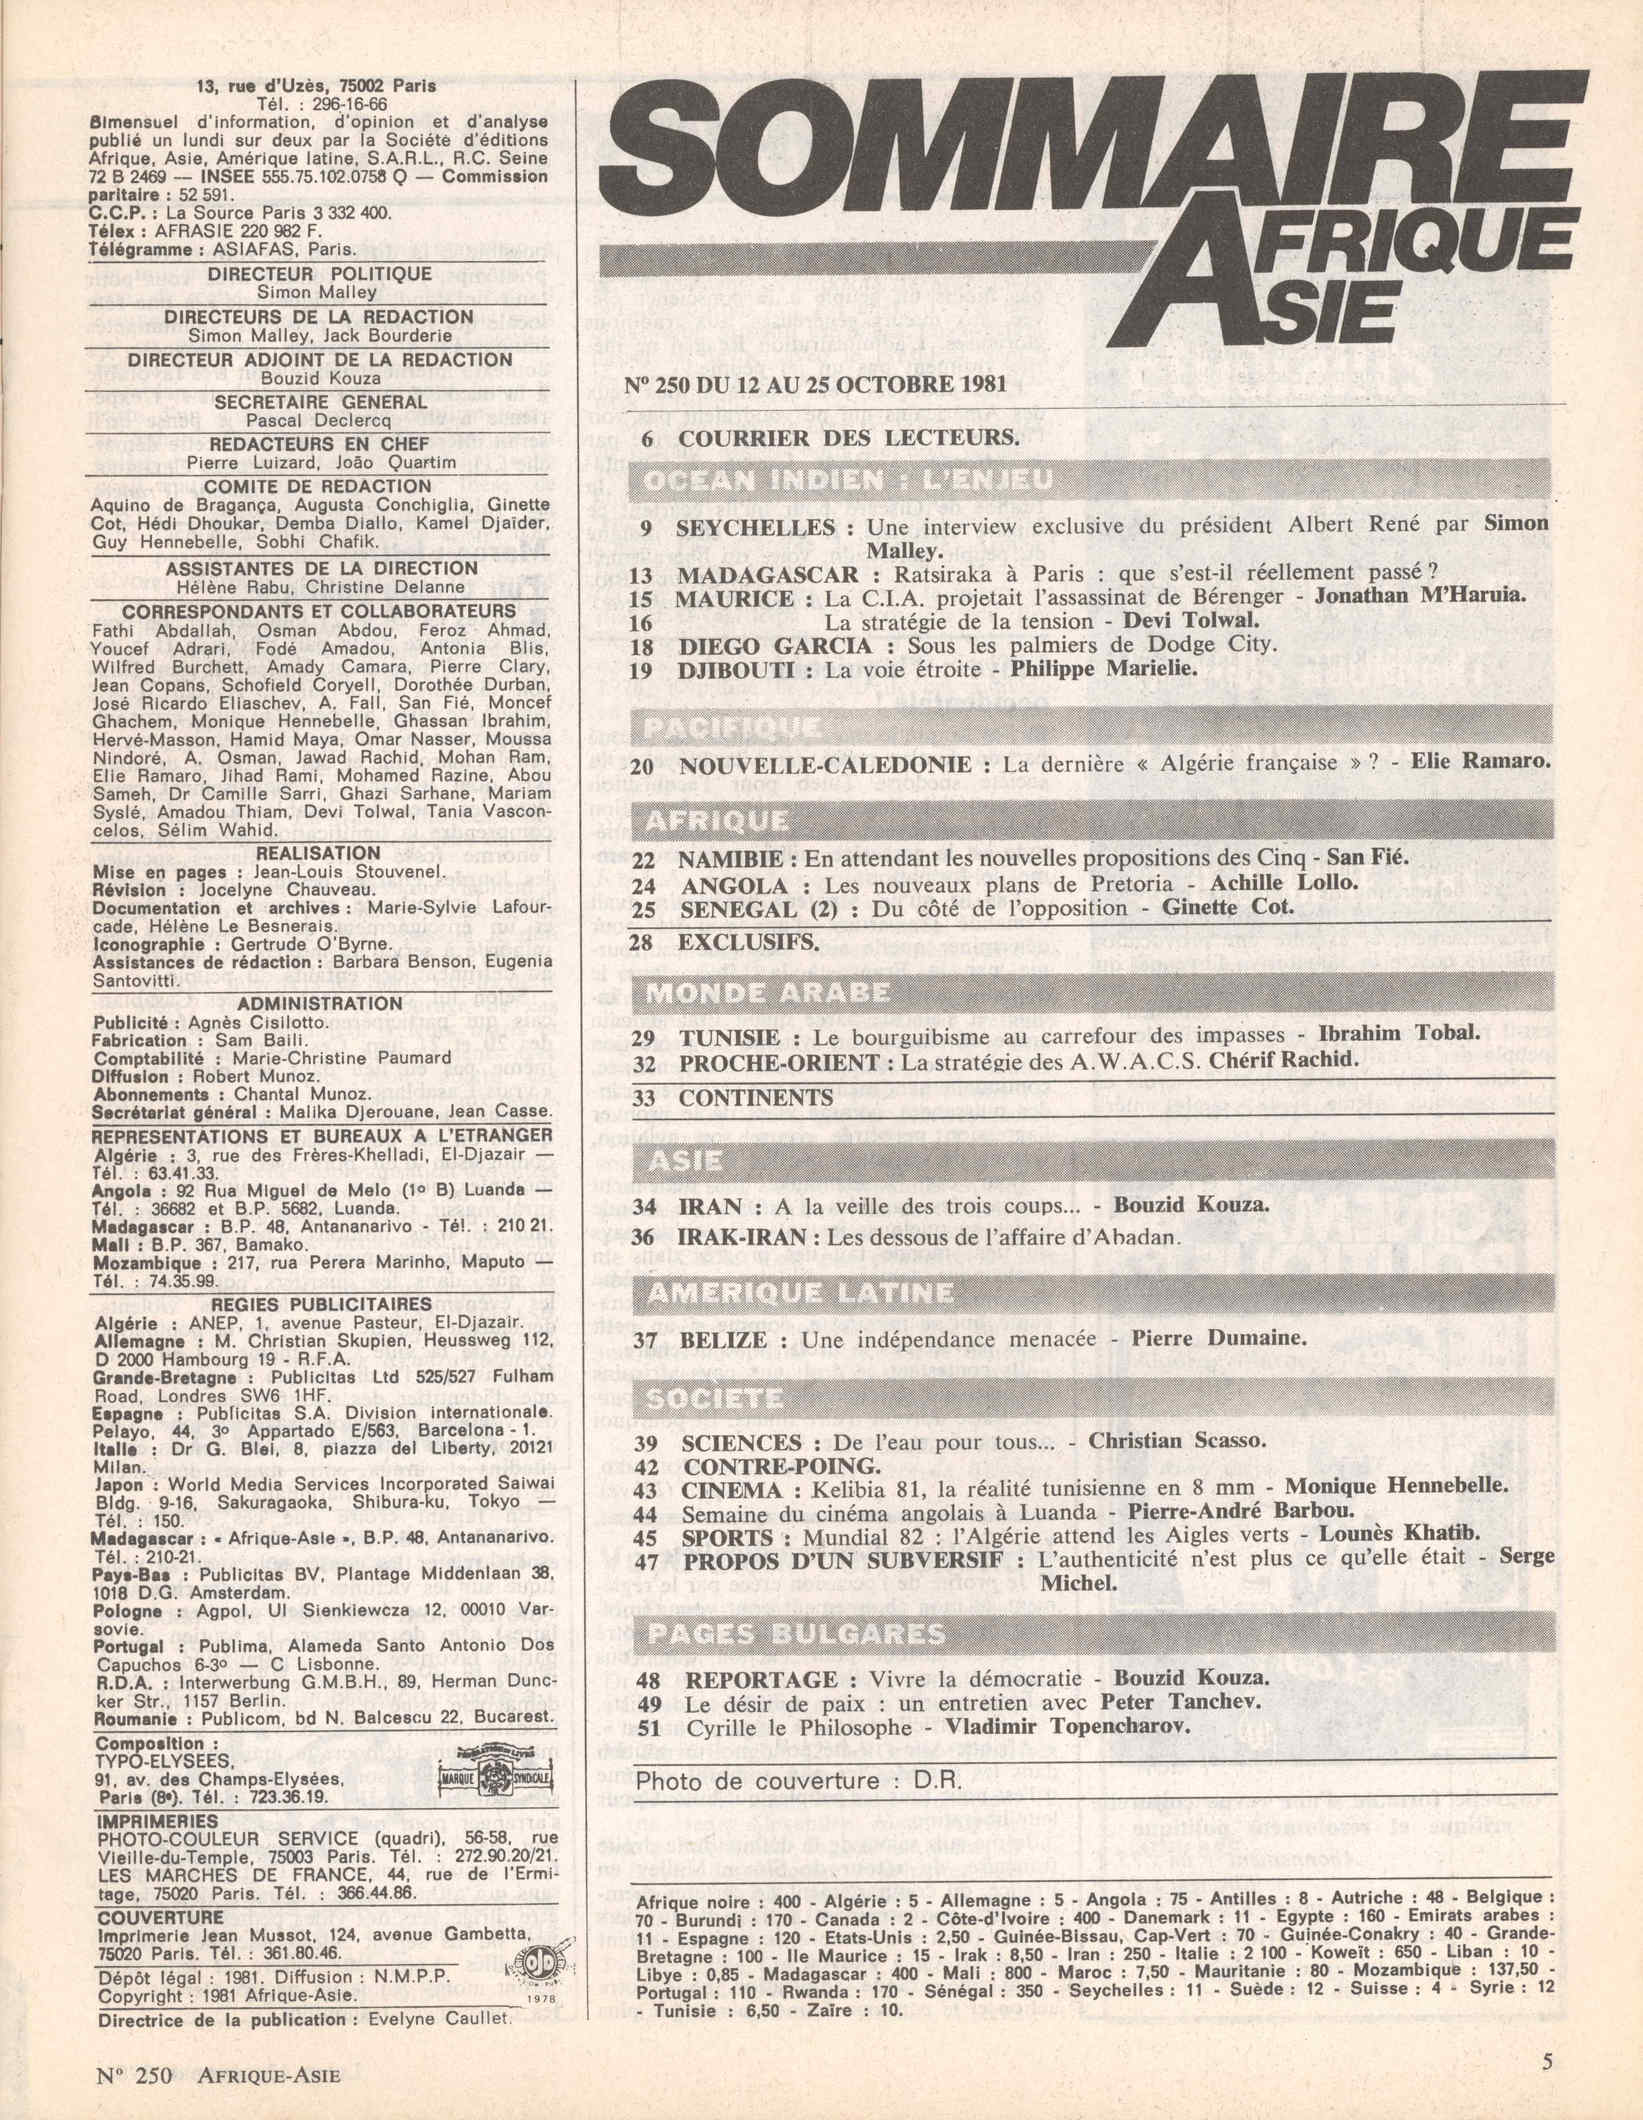 13, rue d'Uzès, 75002 Paris
Tél. : 296-16-66
Bimensuel d'information, d'opinion et d'analyse
publié un lundi sur deux par la Société d'éditions
Afrique, Asie, Amérique latine, S.A.R.L., R.C. Seine
72 B 2469 — INSEE 555.75.102.0758 Q — Commission
paritaire : 52 591.
C.C.P. : La Source Paris 3 332 400.
Télex : AFRASIE 220 982 F.
Télégramme : ASIAFAS, Paris.
DIRECTEUR POLITIQUE
Simon Malley
DIRECTEURS DE LA REDACTION
Simon Malley, Jack Bourderie
DIRECTEUR ADJOINT DE LA REDACTION
Bouzid Kouza
SECRETAIRE GENERAL
Pascal Declercq
REDACTEURS EN CHEF
Pierre Luizard, João Quartim
COMITE DE REDACTION
Aquino de Bragança, Augusta Conchiglia, Ginette
Cot, Hédi Dhoukar, Demba Diallo, Kamel Djaïder,
Guy Hennebelle, Sobhi Chafik.
ASSISTANTES DE LA DIRECTION
Hélène Rabu, Christine Delanne
CORRESPONDANTS ET COLLABORATEURS
Fathi Abdallah, Osman Abdou, Feroz Ahmad,
Youcef Adrari, Fodé Amadou, Antonia Blis,
Wilfred Burchett, Amady Camara, Pierre Clary,
Jean Copans, Schofield Coryell, Dorothée Durban,
José Ricardo Eliaschev, A. Fall, San Fié, Moncef
Ghachem, Monique Hennebelle, Ghassan Ibrahim,
Hervé-Masson, Hamid Maya, Omar Nasser, Moussa
Nindoré, A. Osman, Jawad Rachid, Mohan Ram,
Elie Ramaro, Jihad Rami, Mohamed Razine, Abou
Sameh, Dr Camille Sarri, Ghazi Sarhane, Mariam
Syslé, Amadou Thiam, Devi Tolwal, Tania Vascon-
celos, Sélim Wahid.
REALISATION
Mise en pages : Jean-Louis Stouvenel.
Révision : Jocelyne Chauveau.
Documentation et archives : Marie-Sylvie Lafour-
cade, Hélène Le Besnerais.
Iconographie : Gertrude O'Byrne.
Assistances de rédaction : Barbara Benson, Eugenia
Santovitti.
ADMINISTRATION
Publicité : Agnès Cisilotto.
Fabrication : Sam Baili.
Comptabilité : Marie-Christine Paumard
Diffusion : Robert Munoz.
Abonnements : Chantal Munoz.
Secrétariat général : Malika Djerouane, Jean Casse.
REPRESENTATIONS ET BUREAUX A L'ETRANGER
Algérie : 3, rue des Frères-Khelladi, El-Djazair —
Tél. : 63.41.33.
Angola : 92 Rua Miguel de Melo (1º B) Luanda —
Tél. : 36682 et B.P. 5682, Luanda.
Madagascar : B.P. 48, Antananarivo - Tél. : 210 21.
Mali : B.P. 367, Bamako.
Mozambique : 217, rua Perera Marinho, Maputo —
Tél. : 74.35.99.
REGIES PUBLICITAIRES
Algérie : ANEP, 1, avenue Pasteur, El-Djazair.
Allemagne : M. Christian Skupien, Heussweg 112,
D 2000 Hambourg 19 - R.F.A.
Grande-Bretagne : Publicitas Ltd 525/527 Fulham
Road, Londres SW6 1HF.
Espagne : Publicitas S.A. Division internationale.
Pelayo, 44, 3º Appartado E/563, Barcelona - 1.
Italie : Dr G. Blei, 8, piazza del Liberty, 20121
Milan.
Japon : World Media Services Incorporated Saiwai
Bldg. 9-16, Sakuragaoka, Shibura-ku, Tokyo —
Tél. : 150.
Madagascar : « Afrique-Asie », B.P. 48, Antananarivo.
Tél. : 210-21.
Pays-Bas : Publicitas BV, Plantage Middenlaan 38,
1018 D.G. Amsterdam.
Pologne : Agpol, Ul Sienkiewcza 12, 00010 Var-
sovie.
Portugal : Publima, Alameda Santo Antonio Dos
Capuchos 6-3º — C Lisbonne.
R.D.A. : Interwerbung G.M.B.H., 89, Herman Dunc-
ker Str., 1157 Berlin.
Roumanie : Publicom, bd N. Balcescu 22, Bucarest.
Composition :
TYPO-ELYSEES,
91, av. des Champs-Elysées,
Paris (8e). Tél. : 723.36.19.
MARQUE SYNDICALE
IMPRIMERIES
PHOTO-COULEUR SERVICE (quadri), 56-58, rue
Vieille-du-Temple, 75003 Paris. Tél. : 272.90.20/21.
LES MARCHES DE FRANCE, 44, rue de l'Ermi-
tage, 75020 Paris. Tél. : 366.44.86.
COUVERTURE
Imprimerie Jean Mussot, 124, avenue Gambetta,
75020 Paris. Tél. : 361.80.46.
Dépôt légal : 1981. Diffusion : N.M.P.P.
Copyright : 1981 Afrique-Asie.
OJD
1978
Directrice de la publication : Evelyne Caullet.
SOMMAIRE
AFRIQUE
ASIE
Nº 250 DU 12 AU 25 OCTOBRE 1981
6 COURRIER DES LECTEURS.
OCEAN INDIEN : L'ENJEU
9 SEYCHELLES : Une interview exclusive du président Albert René par Simon
Malley.
13 MADAGASCAR : Ratsiraka à Paris : que s'est-il réellement passé ?
15 MAURICE : La C.I.A. projetait l'assassinat de Bérenger - Jonathan M'Haruia.
16 La stratégie de la tension - Devi Tolwal.
18 DIEGO GARCIA : Sous les palmiers de Dodge City.
19 DJIBOUTI : La voie étroite - Philippe Marielie.
PACIFIQUE
20 NOUVELLE-CALEDONIE : La dernière « Algérie française » ? - Elie Ramaro.
AFRIQUE
22 NAMIBIE : En attendant les nouvelles propositions des Cinq - San Fié.
24 ANGOLA : Les nouveaux plans de Pretoria - Achille Lollo.
25 SENEGAL (2) : Du côté de l'opposition - Ginette Cot.
28 EXCLUSIFS.
MONDE ARABE
29 TUNISIE : Le bourguibisme au carrefour des impasses - Ibrahim Tobal.
32 PROCHE-ORIENT : La stratégie des A.W.A.C.S. Chérif Rachid.
33 CONTINENTS
ASIE
34 IRAN : A la veille des trois coups... - Bouzid Kouza.
36 IRAK-IRAN : Les dessous de l'affaire d'Abadan.
AMERIQUE LATINE
37 BELIZE : Une indépendance menacée - Pierre Dumaine.
SOCIETE
39 SCIENCES : De l'eau pour tous... - Christian Scasso.
42 CONTRE-POING.
43 CINEMA : Kelibia 81, la réalité tunisienne en 8 mm - Monique Hennebelle.
44 Semaine du cinéma angolais à Luanda - Pierre-André Barbou.
45 SPORTS : Mundial 82 : l'Algérie attend les Aigles verts - Lounès Khatib.
47 PROPOS D'UN SUBVERSIF : L'authenticité n'est plus ce qu'elle était - Serge
Michel.
PAGES BULGARES
48 REPORTAGE : Vivre la démocratie - Bouzid Kouza.
49 Le désir de paix : un entretien avec Peter Tanchev.
51 Cyrille le Philosophe - Vladimir Topencharov.
Photo de couverture : D.R.
Afrique noire : 400 - Algérie : 5 - Allemagne : 5 - Angola : 75 - Antilles : 8 - Autriche : 48 - Belgique :
70 - Burundi : 170 - Canada : 2 - Côte-d'Ivoire : 400 - Danemark : 11 - Egypte : 160 - Emirats arabes :
11 - Espagne : 120 - Etats-Unis : 2,50 - Guinée-Bissau, Cap-Vert : 70 - Guinée-Conakry : 40 - Grande-
Bretagne : 100 - Ile Maurice : 15 - Irak : 8,50 - Iran : 250 - Italie : 2 100 - Koweït : 650 - Liban : 10 -
Libye : 0,85 - Madagascar : 400 - Mali : 800 - Maroc : 7,50 - Mauritanie : 80 - Mozambique : 137,50 -
Portugal : 110 - Rwanda : 170 - Sénégal : 350 - Seychelles : 11 - Suède : 12 - Suisse : 4 - Syrie : 12
- Tunisie : 6,50 - Zaïre : 10.
Nº 250 AFRIQUE-ASIE
5